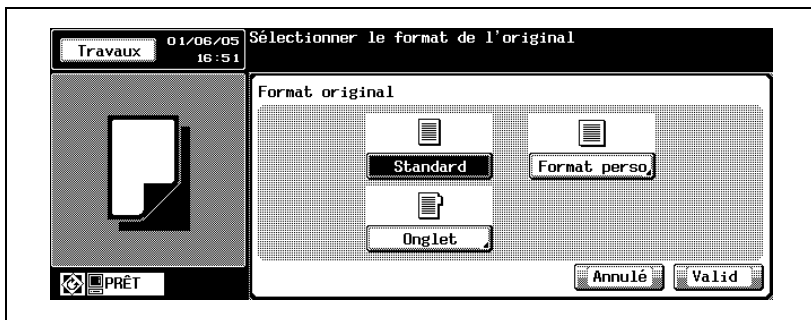 Travaux
01/06/05
16:51
Sélectionner le format de l'original
Format original
Standard
Format perso
Onglet
Annulé
Valid
PRÊT